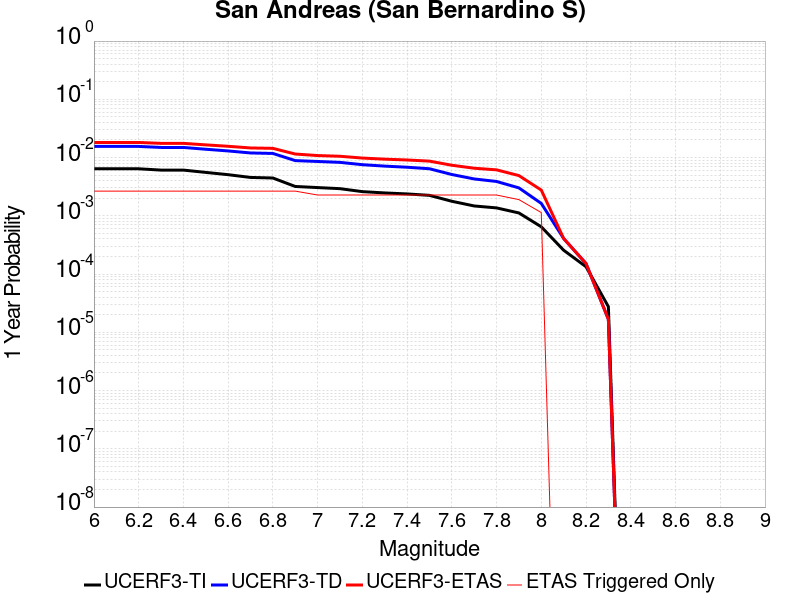 San Andreas (San Bernardino S)
10^0
10^-1
10^-2
10^-3
10^-4
10^-5
10^-6
10^-7
10^-8
1 Year Probability
6 6.2 6.4 6.6 6.8 7 7.2 7.4 7.6 7.8 8 8.2 8.4 8.6 8.8 9
Magnitude
UCERF3-TI UCERF3-TD UCERF3-ETAS ETAS Triggered Only